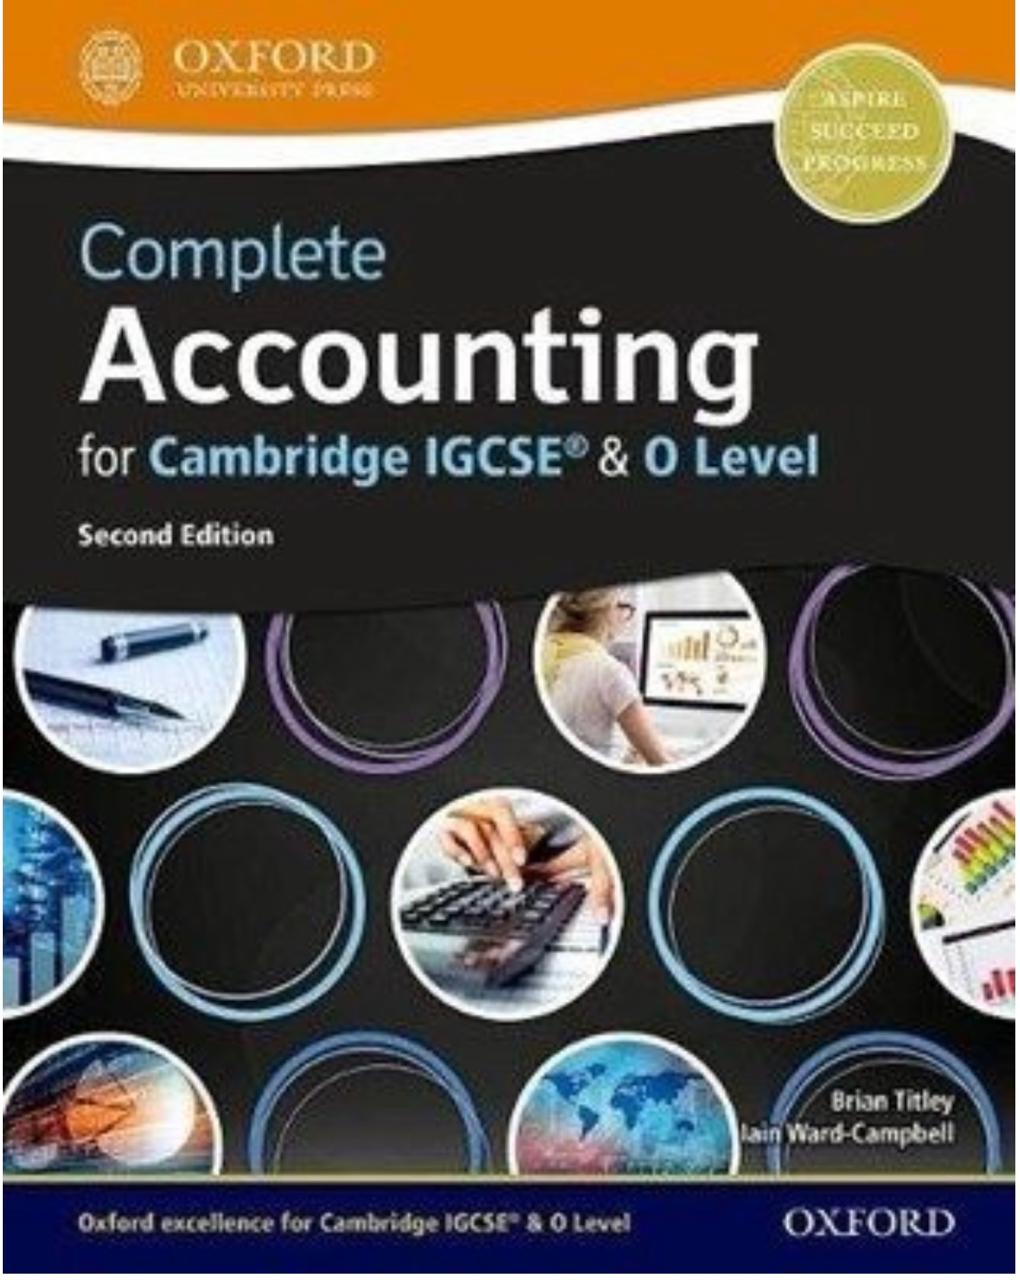 OXFORD
UNIVERSITY PRESS
ASPIRE
SUCCEED
PROGRESS
Complete
Accounting
for Cambridge IGCSE® & O Level
Second Edition
Brian Titley
Iain Ward-Campbell
Oxford excellence for Cambridge IGCSE® & O Level
OXFORD